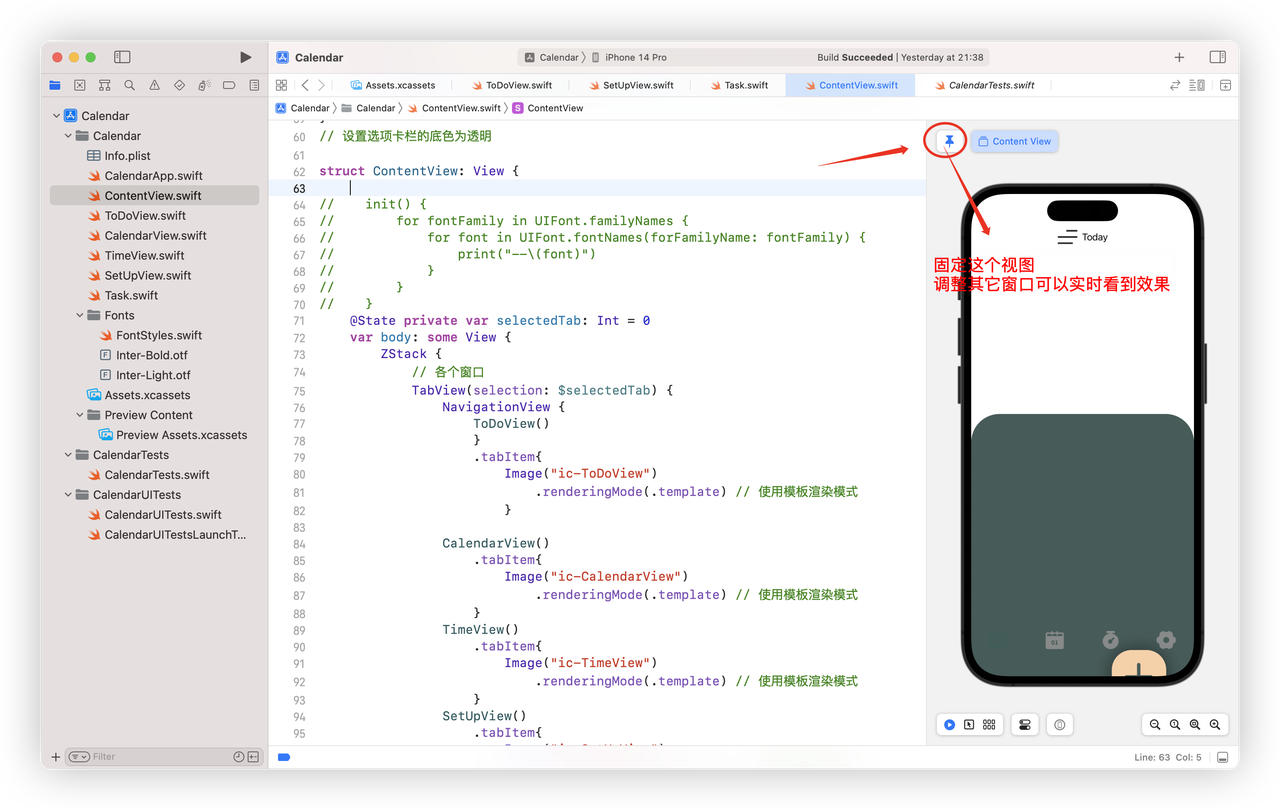 Calendar
Calendar
iPhone 14 Pro
Build Succeeded | Yesterday at 21:38
Assets.xcassets
ToDoView.swift
SetUpView.swift
Task.swift
ContentView.swift
CalendarTests.swift
Calendar
Calendar
ContentView.swift
S
ContentView
Calendar
Calendar
Info.plist
CalendarApp.swift
ContentView.swift
ToDoView.swift
CalendarView.swift
TimeView.swift
SetUpView.swift
Task.swift
Fonts
FontStyles.swift
Inter-Bold.otf
Inter-Light.otf
Assets.xcassets
Preview Content
Preview Assets.xcassets
CalendarTests
CalendarTests.swift
CalendarUITests
CalendarUITests.swift
CalendarUITestsLaunchT...
Filter
60 // 设置选项卡栏的底色为透明
61
62 struct ContentView: View {
63
64 //    init() {
65 //        for fontFamily in UIFont.familyNames {
66 //            for font in UIFont.fontNames(forFamilyName: fontFamily) {
67 //                print("--\(font)")
68 //            }
69 //        }
70 //    }
71     @State private var selectedTab: Int = 0
72     var body: some View {
73         ZStack {
74             // 各个窗口
75             TabView(selection: $selectedTab) {
76                 NavigationView {
77                     ToDoView()
78                     }
79                     .tabItem{
80                         Image("ic-ToDoView")
81                             .renderingMode(.template) // 使用模板渲染模式
82                         }
83
84                 CalendarView()
85                     .tabItem{
86                         Image("ic-CalendarView")
87                             .renderingMode(.template) // 使用模板渲染模式
88                     }
89                 TimeView()
90                     .tabItem{
91                         Image("ic-TimeView")
92                             .renderingMode(.template) // 使用模板渲染模式
93                     }
94                 SetUpView()
95                     .tabItem{
Content View
Today
固定这个视图
调整其它窗口可以实时看到效果
01
Line: 63 Col: 5